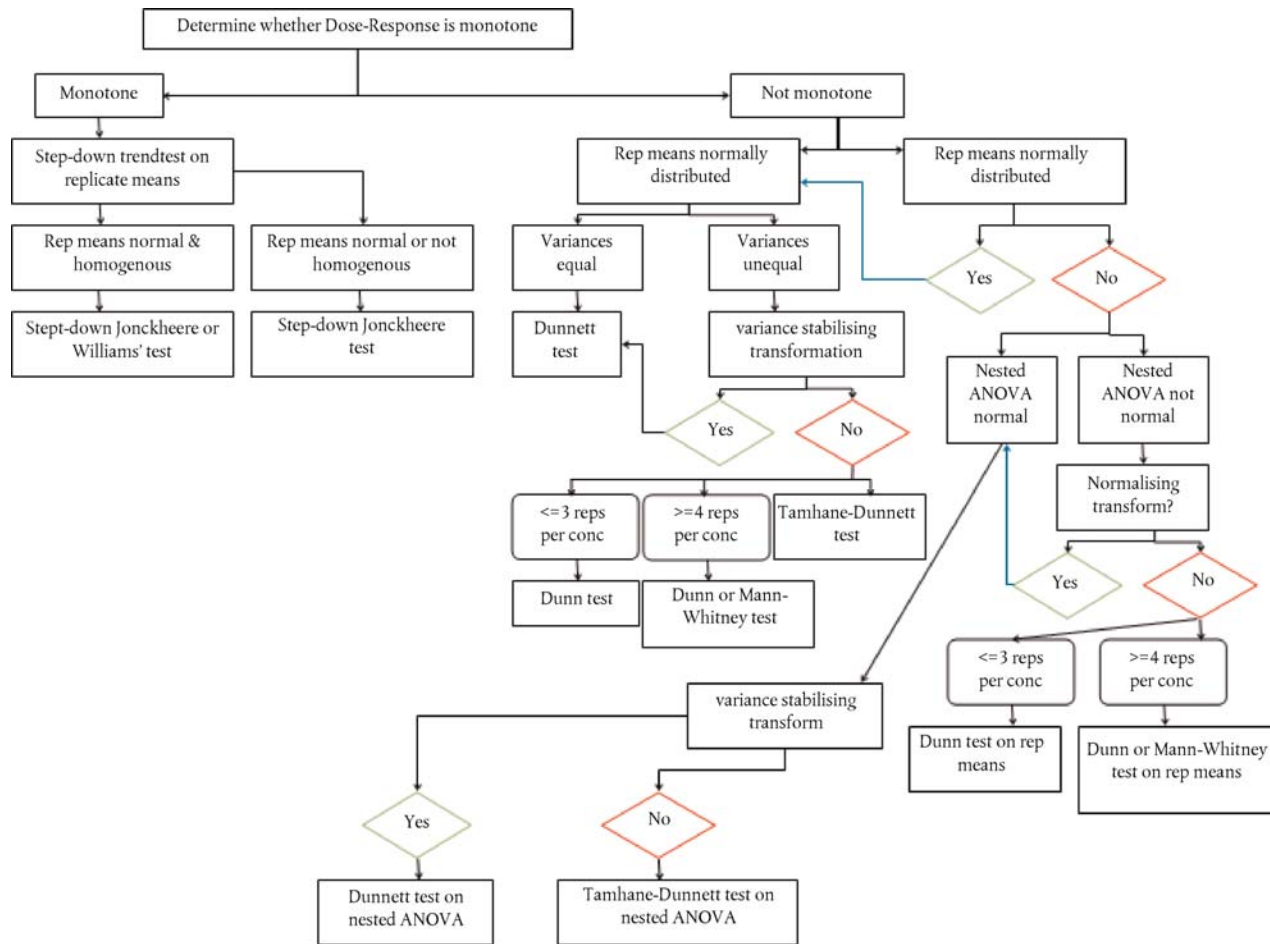 Determine whether Dose-Response is monotone
Monotone
Not monotone
Step-down trendtest on
replicate means
Rep means normally
distributed
Rep means normally
distributed
Rep means normal &
homogenous
Rep means normal or not
homogenous
Variances
equal
Variances
unequal
Yes
No
Stept-down Jonckheere or
Williams' test
Step-down Jonckheere
test
Dunnett
test
variance stabilising
transformation
Nested
ANOVA
normal
Nested
ANOVA not
normal
Yes
No
Normalising
transform?
<=3 reps
per conc
>=4 reps
per conc
Tamhane-Dunnett
test
Yes
No
Dunn test
Dunn or Mann-
Whitney test
<=3 reps
per conc
>=4 reps
per conc
variance stabilising
transform
Dunn test on rep
means
Dunn or Mann-Whitney
test on rep means
Yes
No
Dunnett test on
nested ANOVA
Tamhane-Dunnett test on
nested ANOVA